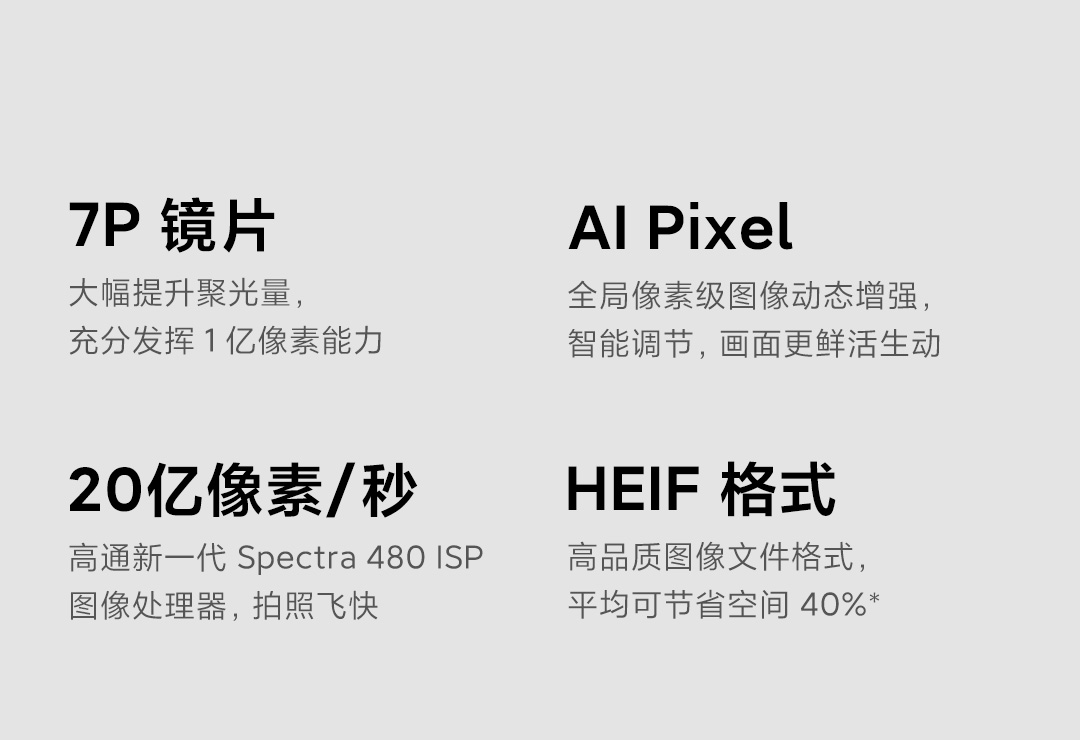 7P 镜片
大幅提升聚光量，
充分发挥 1 亿像素能力
AI Pixel
全局像素级图像动态增强，
智能调节，画面更鲜活生动
20亿像素/秒
高通新一代 Spectra 480 ISP
图像处理器，拍照飞快
HEIF 格式
高品质图像文件格式，
平均可节省空间 40%*